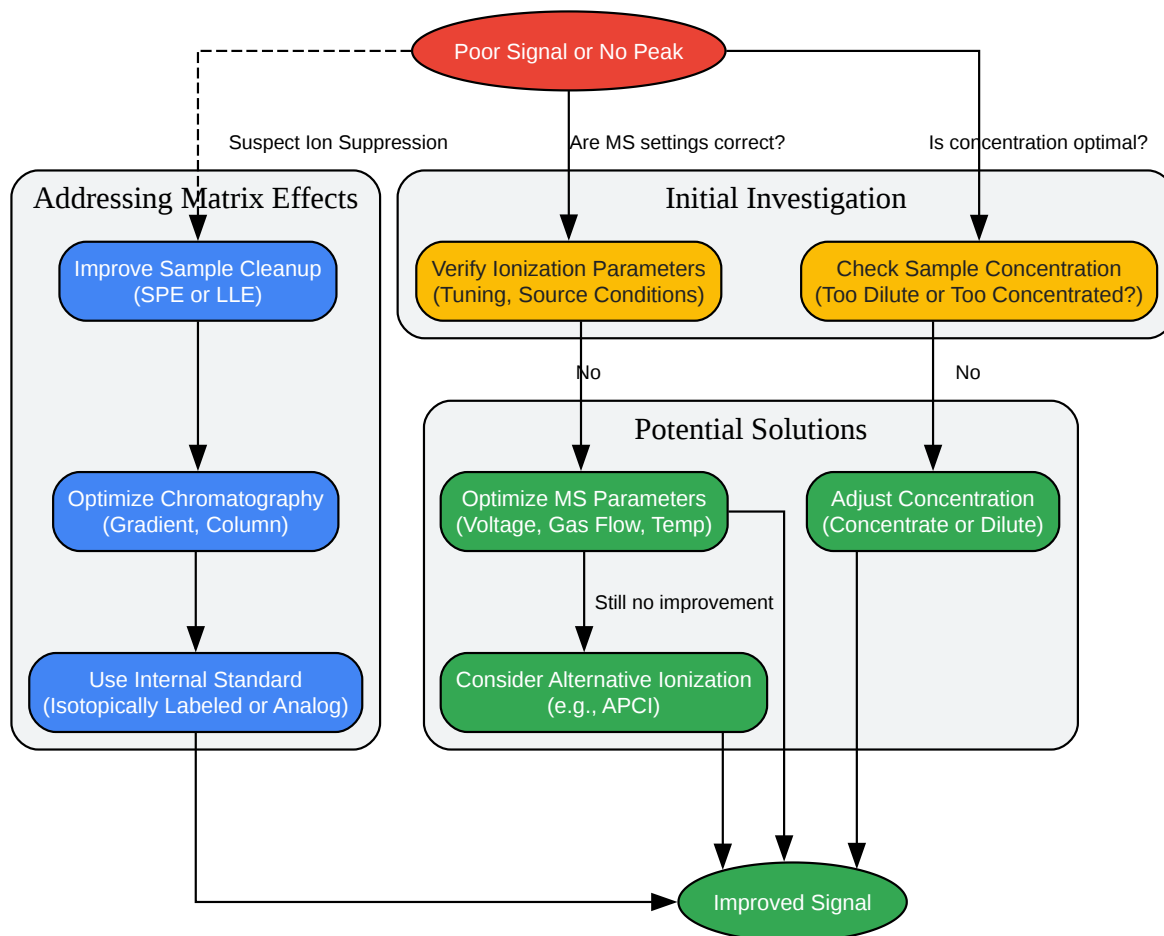 Poor Signal or No Peak
Suspect Ion Suppression
Are MS settings correct?
Is concentration optimal?
Addressing Matrix Effects
Initial Investigation
Improve Sample Cleanup
(SPE or LLE)
Verify Ionization Parameters
(Tuning, Source Conditions)
Check Sample Concentration
(Too Dilute or Too Concentrated?)
No
No
Potential Solutions
Optimize Chromatography
(Gradient, Column)
Optimize MS Parameters
(Voltage, Gas Flow, Temp)
Adjust Concentration
(Concentrate or Dilute)
Still no improvement
Use Internal Standard
(Isotopically Labeled or Analog)
Consider Alternative Ionization
(e.g., APCI)
Improved Signal